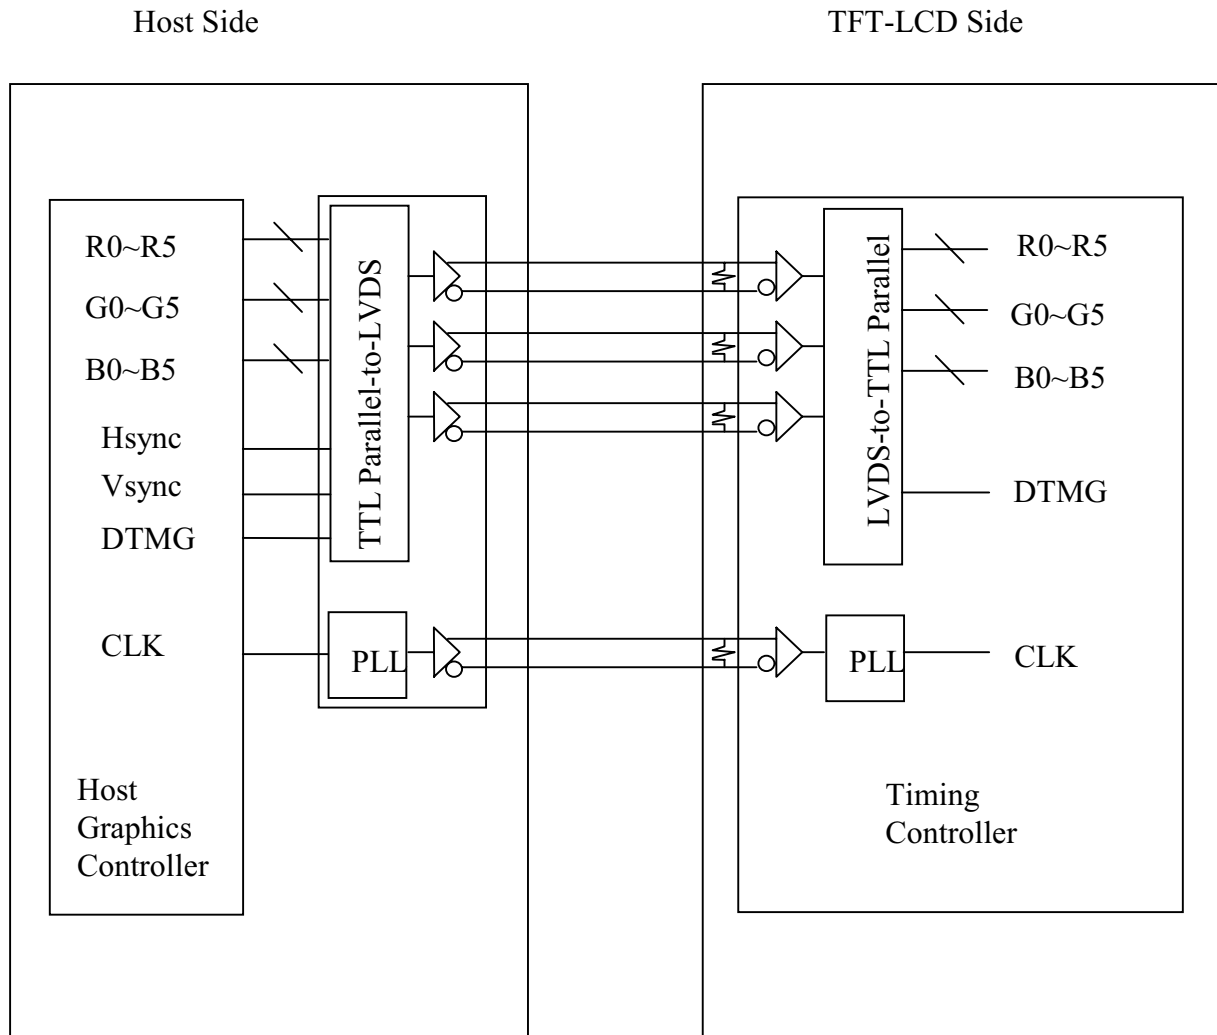 Host Side
TFT-LCD Side
R0~R5
G0~G5
B0~B5
Hsync
Vsync
DTMG
CLK
Host
Graphics
Controller
TTL Parallel-to-LVDS
PLL
LVDS-to-TTL Parallel
PLL
R0~R5
G0~G5
B0~B5
DTMG
CLK
Timing
Controller